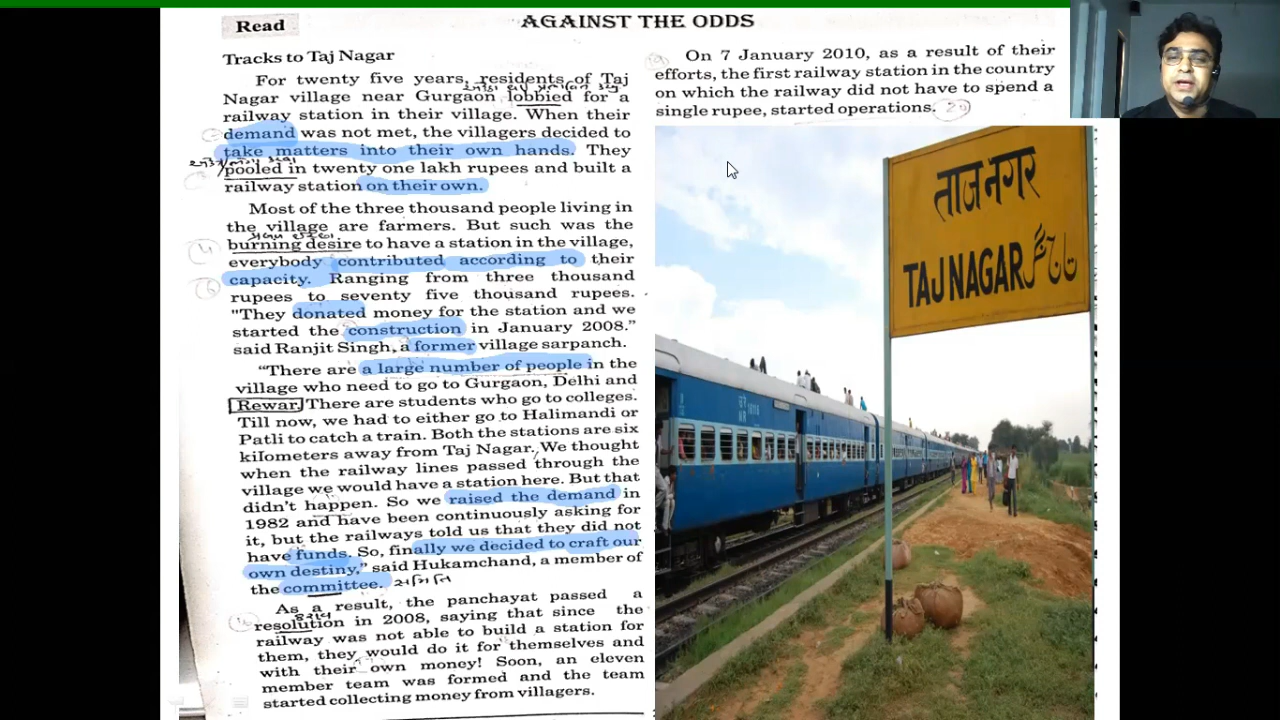 Read
AGAINST THE ODDS
Tracks to Taj Nagar
For twenty five years, residents of Taj
Nagar village near Gurgaon lobbied for a
railway station in their village. When their
demand was not met, the villagers decided to
take matters into their own hands. They
pooled in twenty one lakh rupees and built a
railway station on their own.
Most of the three thousand people living in
the village are farmers. But such was the
burning desire to have a station in the village,
everybody contributed according to their
capacity. Ranging from three thousand
rupees to seventy five thousand rupees.
"They donated money for the station and we
started the construction in January 2008."
said Ranjit Singh, a former village sarpanch.
"There are a large number of people in the
village who need to go to Gurgaon, Delhi and
Rewar. There are students who go to colleges.
Till now, we had to either go to Halimandi or
Patli to catch a train. Both the stations are six
kilometers away from Taj Nagar. We thought
when the railway lines passed through the
village we would have a station here. But that
didn't happen. So we raised the demand in
1982 and have been continuously asking for
it, but the railways told us that they did not
have funds. So, finally we decided to craft our
own destiny," said Hukamchand, a member of
the committee. સમિતિ
As a result, the panchayat passed a
ઠરાવ
resolution in 2008, saying that since the
railway was not able to build a station for
them, they would do it for themselves and
with their own money! Soon, an eleven
member team was formed and the team
started collecting money from villagers.
On 7 January 2010, as a result of their
efforts, the first railway station in the country
on which the railway did not have to spend a
single rupee, started operations.
ताजनगर
TAJ NAGAR